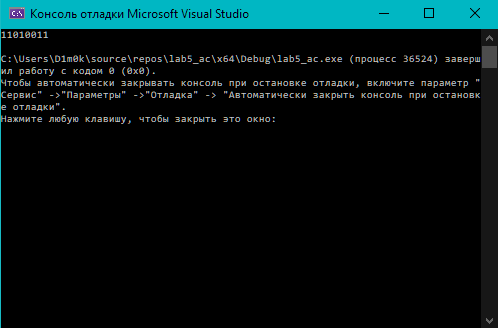 Консоль отладки Microsoft Visual Studio
11010011
C:\Users\D1m0k\source\repos\lab5_ac\x64\Debug\lab5_ac.exe (процесс 36524) заверш
ил работу с кодом 0 (0x0).
Чтобы автоматически закрывать консоль при остановке отладки, включите параметр "
Сервис" ->"Параметры" ->"Отладка" -> "Автоматически закрыть консоль при остановк
е отладки".
Нажмите любую клавишу, чтобы закрыть это окно: